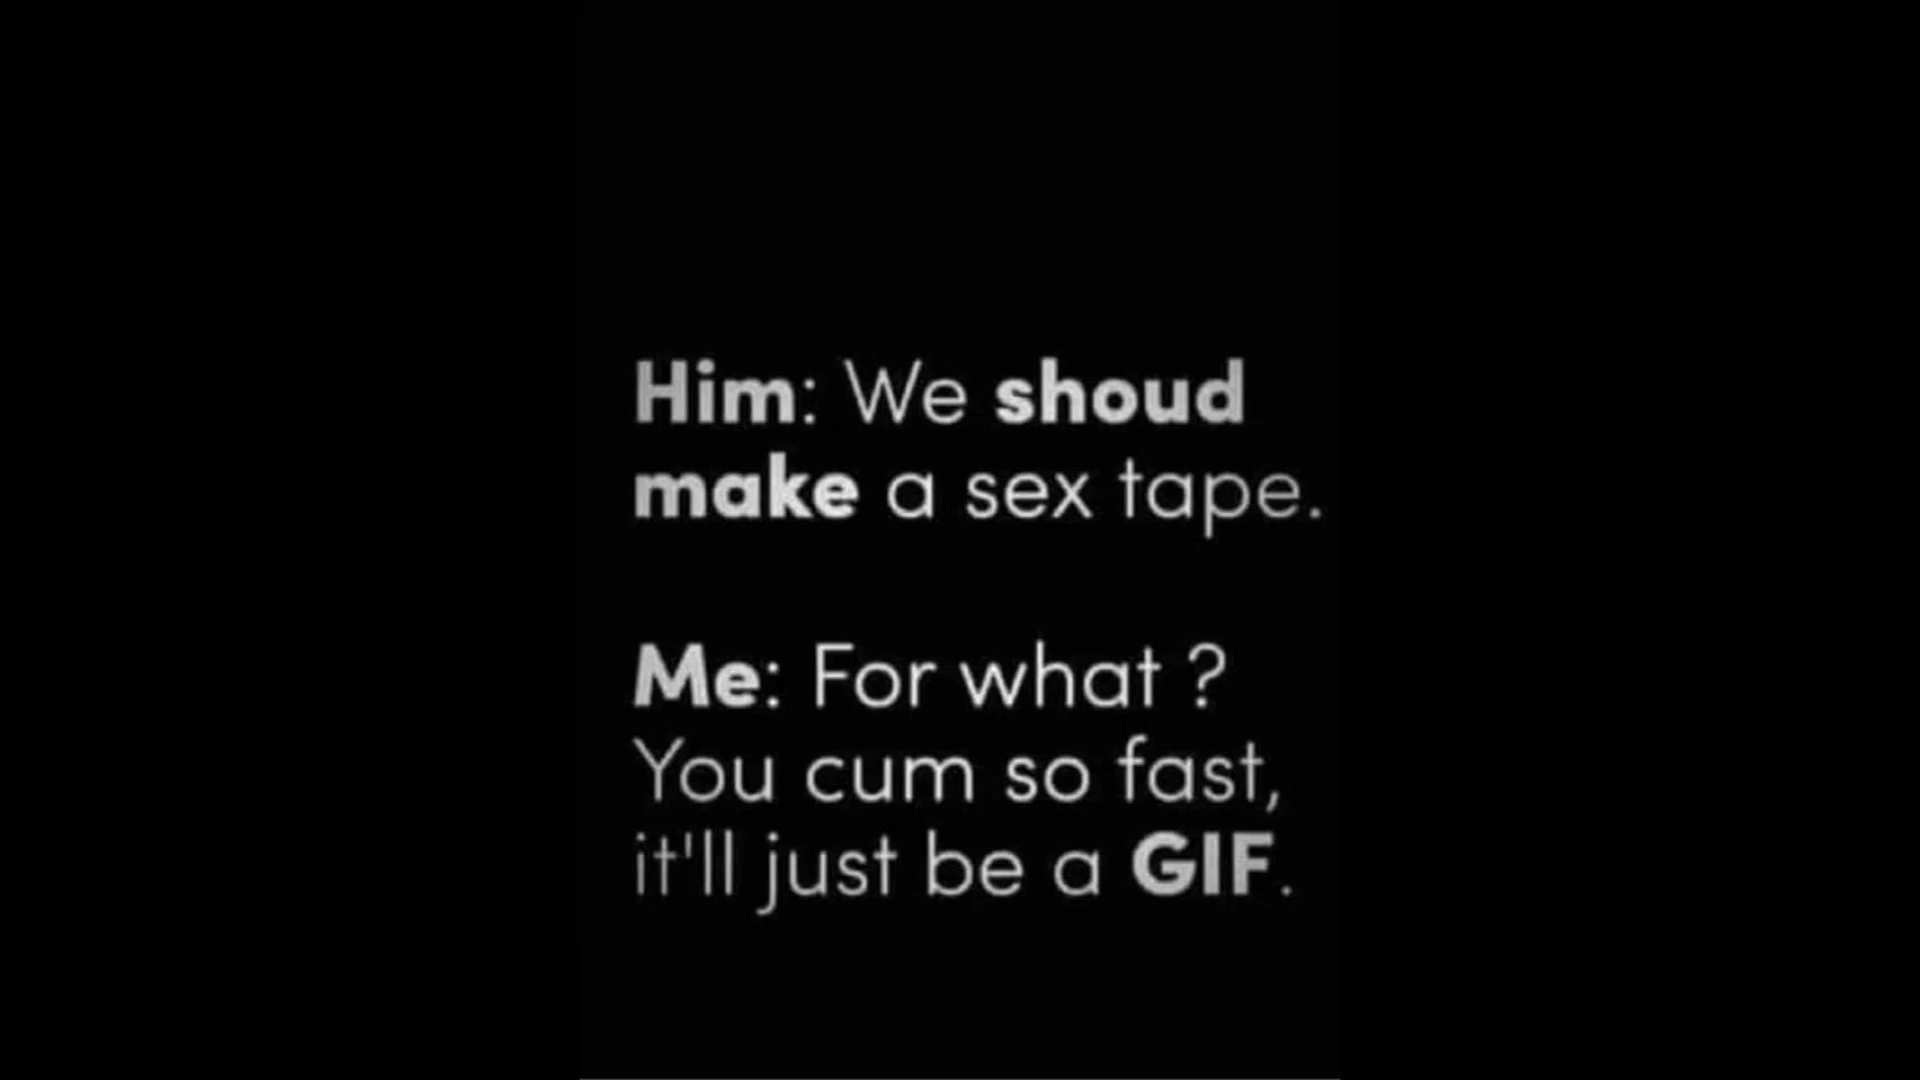 Him: We shoud
make a sex tape.
Me: For what ?
You cum so fast,
it'll just be a GIF.